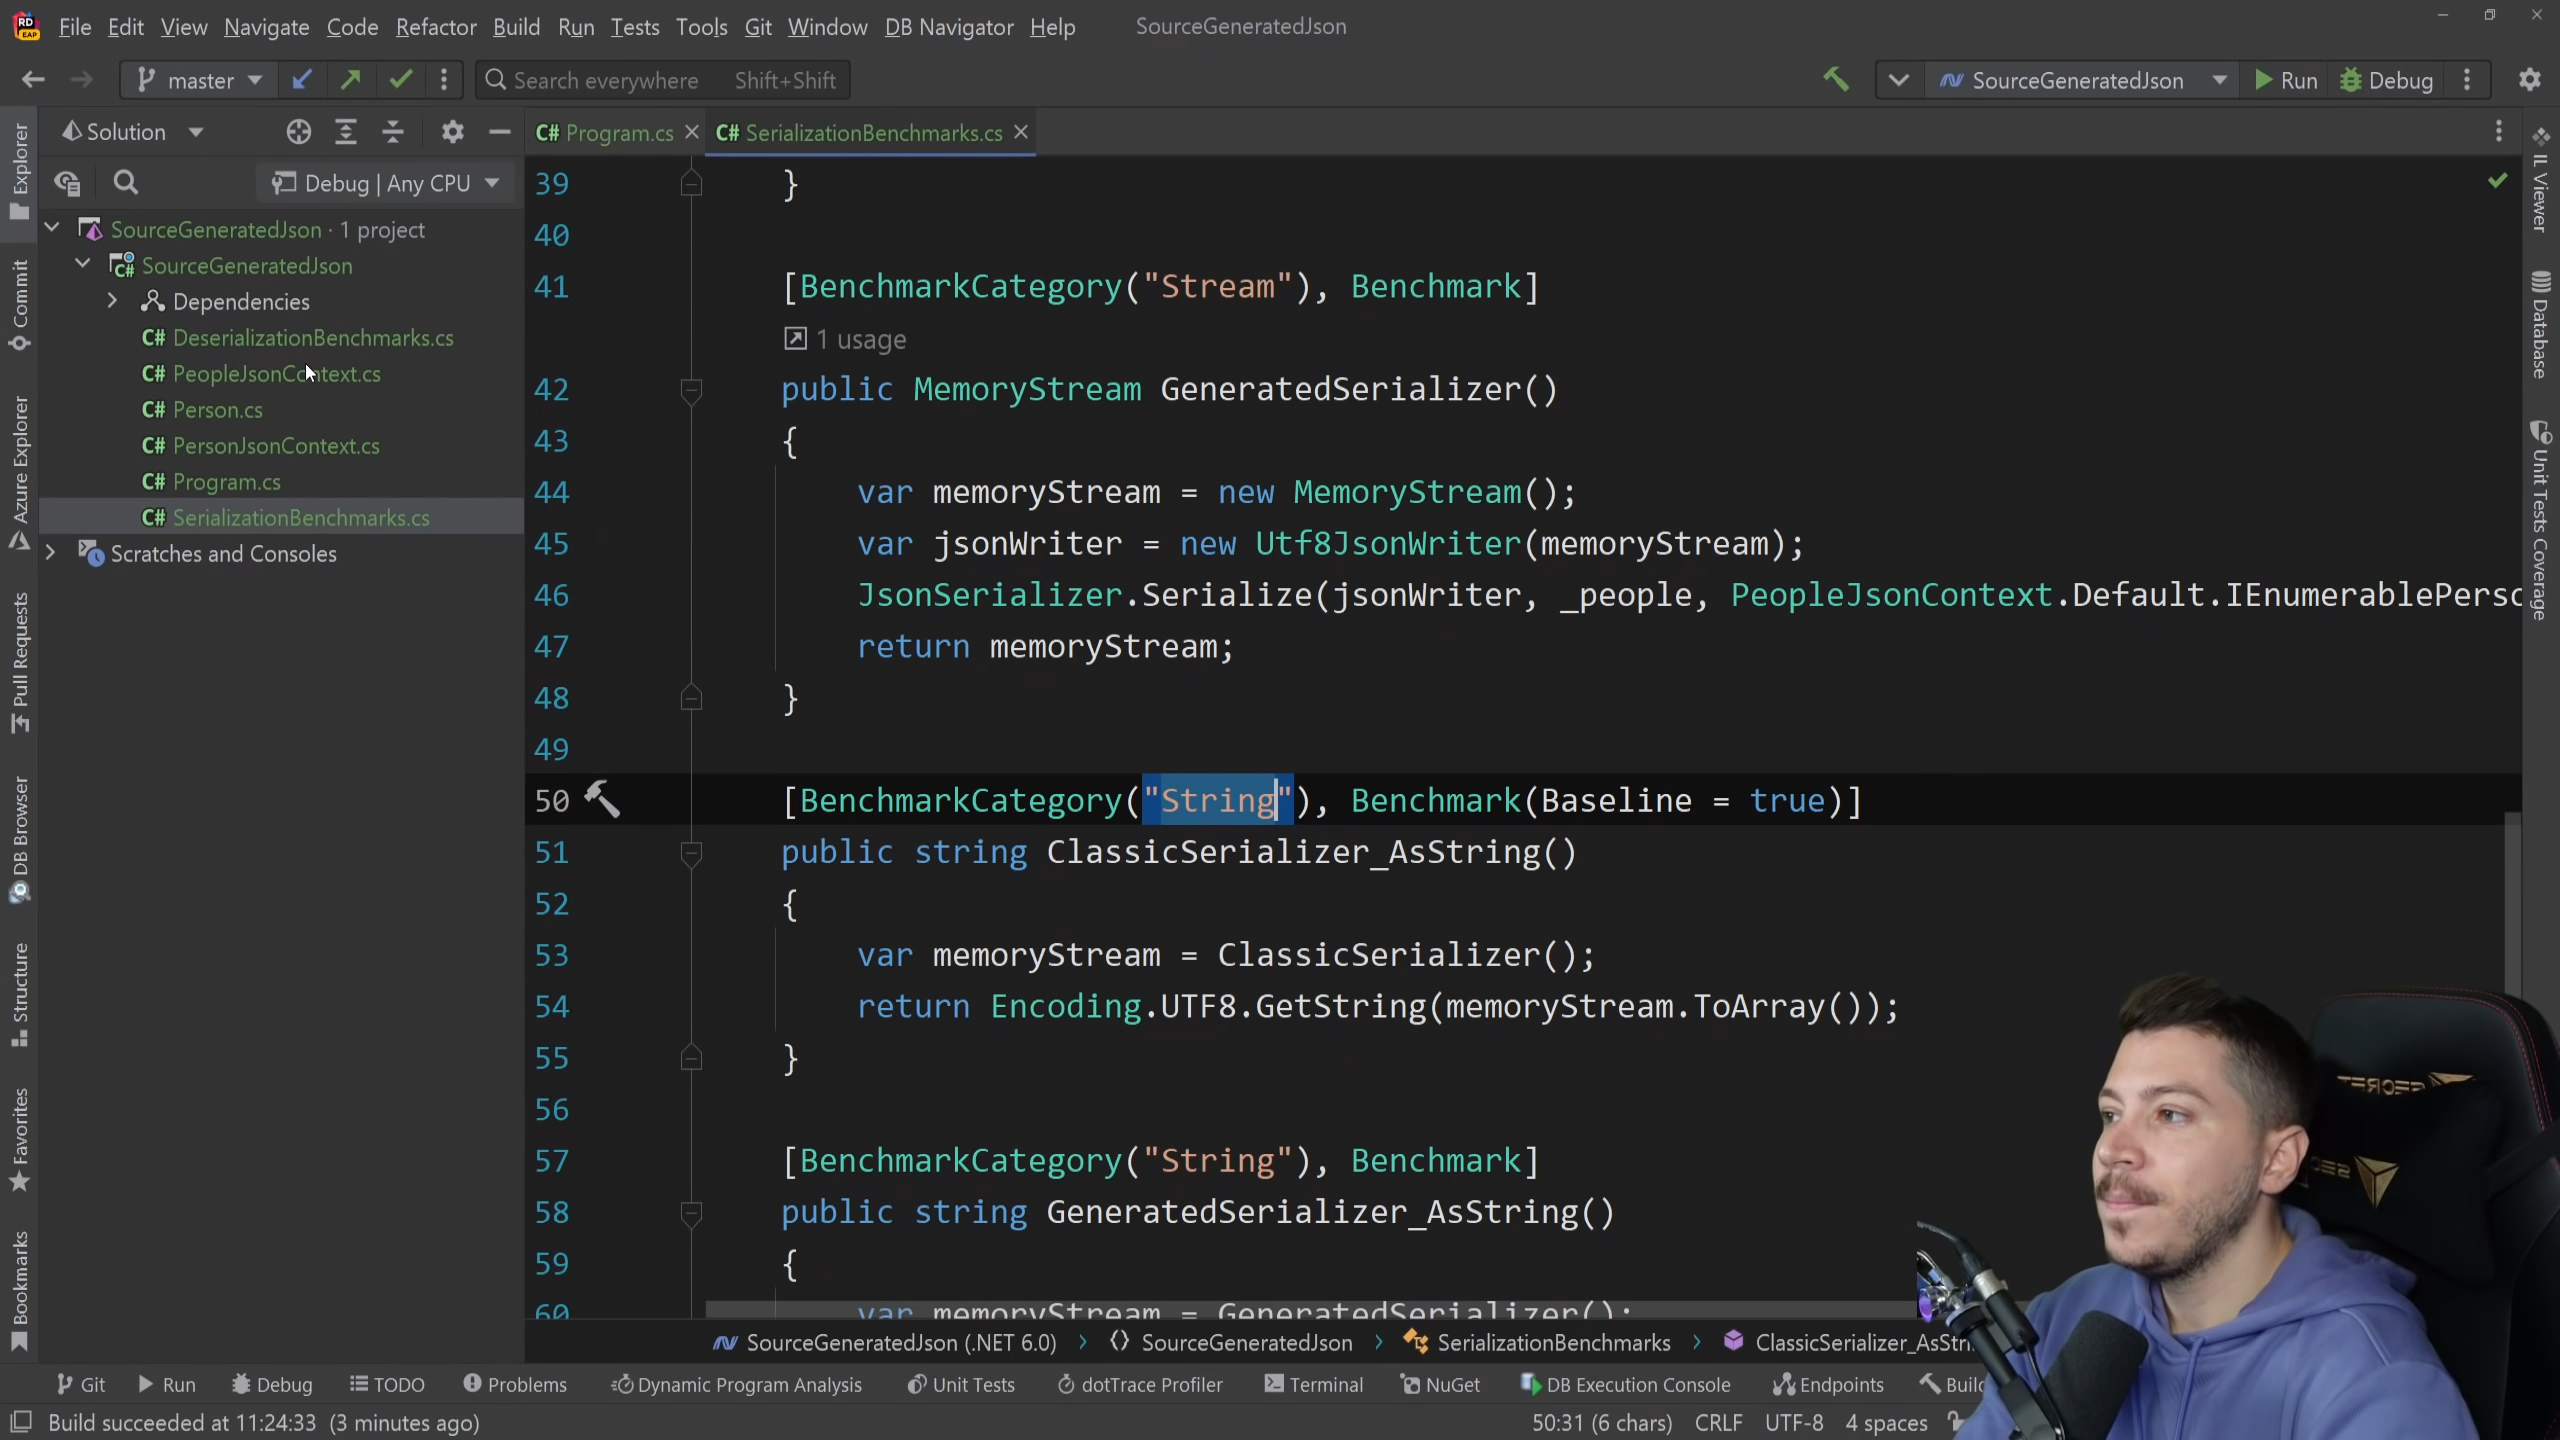 File Edit View Navigate Code Refactor Build Run Tests Tools Git Window DB Navigator Help SourceGeneratedJson
master Search everywhere Shift+Shift SourceGeneratedJson Run Debug
Solution
Debug | Any CPU
SourceGeneratedJson · 1 project
SourceGeneratedJson
Dependencies
C# DeserializationBenchmarks.cs
C# PeopleJsonContext.cs
C# Person.cs
C# PersonJsonContext.cs
C# Program.cs
C# SerializationBenchmarks.cs
Scratches and Consoles
Explorer
Commit
Azure Explorer
Pull Requests
DB Browser
Structure
Favorites
Bookmarks
C# Program.cs C# SerializationBenchmarks.cs
39 }
40
41 [BenchmarkCategory("Stream"), Benchmark]
1 usage
42 public MemoryStream GeneratedSerializer()
43 {
44 var memoryStream = new MemoryStream();
45 var jsonWriter = new Utf8JsonWriter(memoryStream);
46 JsonSerializer.Serialize(jsonWriter, _people, PeopleJsonContext.Default.IEnumerablePerso
47 return memoryStream;
48 }
49
50 [BenchmarkCategory("String"), Benchmark(Baseline = true)]
51 public string ClassicSerializer_AsString()
52 {
53 var memoryStream = ClassicSerializer();
54 return Encoding.UTF8.GetString(memoryStream.ToArray());
55 }
56
57 [BenchmarkCategory("String"), Benchmark]
58 public string GeneratedSerializer_AsString()
59 {
60 var memoryStream = GeneratedSerializer();
IL Viewer
Database
Unit Tests Coverage
SourceGeneratedJson (.NET 6.0) SourceGeneratedJson SerializationBenchmarks ClassicSerializer_AsStri
Git Run Debug TODO Problems Dynamic Program Analysis Unit Tests dotTrace Profiler Terminal NuGet DB Execution Console Endpoints Build
Build succeeded at 11:24:33 (3 minutes ago) 50:31 (6 chars) CRLF UTF-8 4 spaces